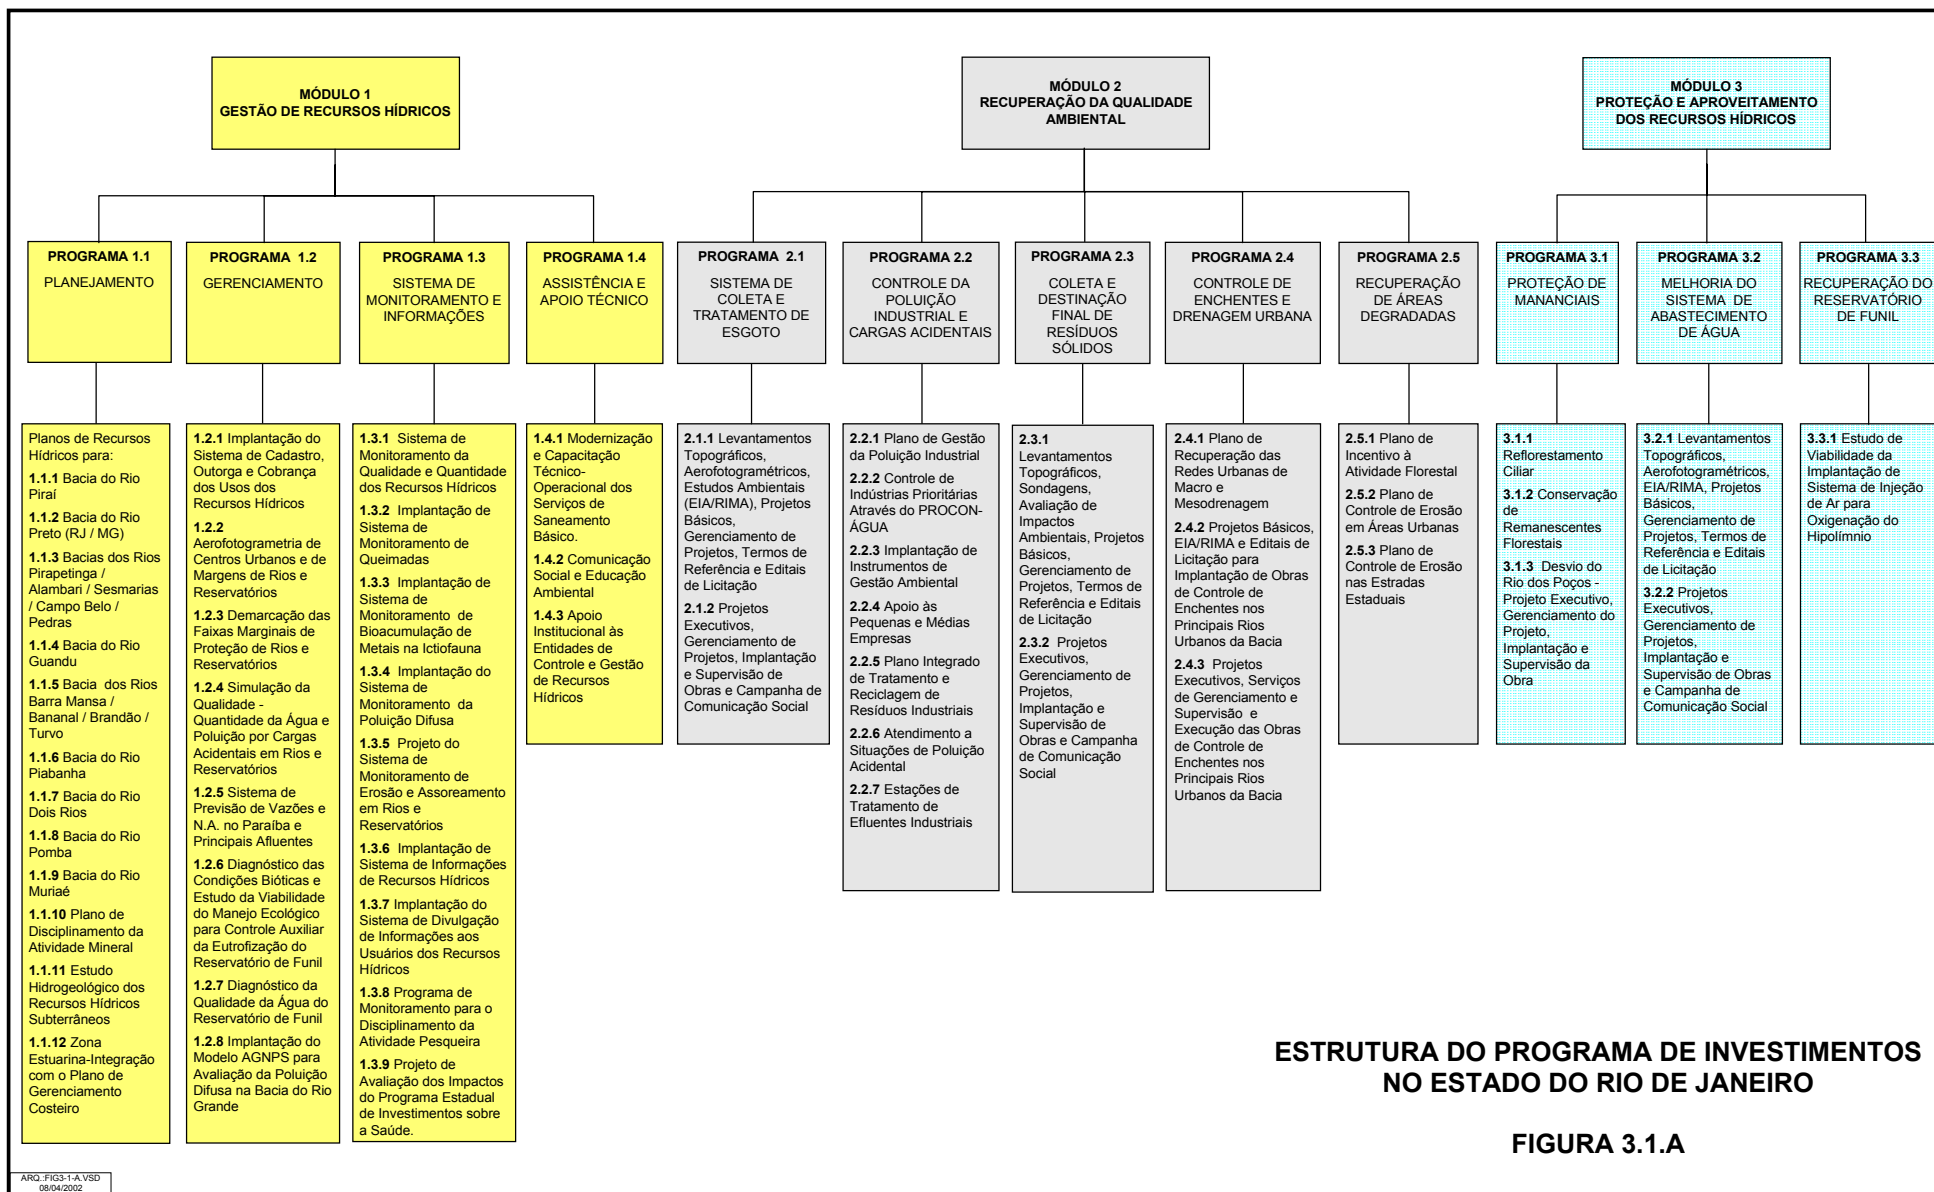 MÓDULO 1
GESTÃO DE RECURSOS HÍDRICOS
MÓDULO 2
RECUPERAÇÃO DA QUALIDADE
AMBIENTAL
MÓDULO 3
PROTEÇÃO E APROVEITAMENTO
DOS RECURSOS HÍDRICOS
PROGRAMA 1.1
PLANEJAMENTO
PROGRAMA 1.2
GERENCIAMENTO
PROGRAMA 1.3
SISTEMA DE
MONITORAMENTO E
INFORMAÇÕES
PROGRAMA 1.4
ASSISTÊNCIA E
APOIO TÉCNICO
PROGRAMA 2.1
SISTEMA DE
COLETA E
TRATAMENTO DE
ESGOTO
PROGRAMA 2.2
CONTROLE DA
POLUIÇÃO
INDUSTRIAL E
CARGAS ACIDENTAIS
PROGRAMA 2.3
COLETA E
DESTINAÇÃO
FINAL DE
RESÍDUOS
SÓLIDOS
PROGRAMA 2.4
CONTROLE DE
ENCHENTES E
DRENAGEM URBANA
PROGRAMA 2.5
RECUPERAÇÃO
DE ÁREAS
DEGRADADAS
PROGRAMA 3.1
PROTEÇÃO DE
MANANCIAIS
PROGRAMA 3.2
MELHORIA DO
SISTEMA DE
ABASTECIMENTO
DE ÁGUA
PROGRAMA 3.3
RECUPERAÇÃO DO
RESERVATÓRIO
DE FUNIL
Planos de Recursos
Hídricos para:
1.1.1 Bacia do Rio
Piraí
1.1.2 Bacia do Rio
Preto (RJ / MG)
1.1.3 Bacias dos Rios
Pirapetinga /
Alambari / Sesmarias
/ Campo Belo /
Pedras
1.1.4 Bacia do Rio
Guandu
1.1.5 Bacia dos Rios
Barra Mansa /
Bananal / Brandão /
Turvo
1.1.6 Bacia do Rio
Piabanha
1.1.7 Bacia do Rio
Dois Rios
1.1.8 Bacia do Rio
Pomba
1.1.9 Bacia do Rio
Muriaé
1.1.10 Plano de
Disciplinamento da
Atividade Mineral
1.1.11 Estudo
Hidrogeológico dos
Recursos Hídricos
Subterrâneos
1.1.12 Zona
Estuarina-Integração
com o Plano de
Gerenciamento
Costeiro
1.2.1 Implantação do
Sistema de Cadastro,
Outorga e Cobrança
dos Usos dos
Recursos Hídricos
1.2.2
Aerofotogrametria de
Centros Urbanos e de
Margens de Rios e
Reservatórios
1.2.3 Demarcação das
Faixas Marginais de
Proteção de Rios e
Reservatórios
1.2.4 Simulação da
Qualidade -
Quantidade da Água e
Poluição por Cargas
Acidentais em Rios e
Reservatórios
1.2.5 Sistema de
Previsão de Vazões e
N.A. no Paraíba e
Principais Afluentes
1.2.6 Diagnóstico das
Condições Bióticas e
Estudo da Viabilidade
do Manejo Ecológico
para Controle Auxiliar
da Eutrofização do
Reservatório de Funil
1.2.7 Diagnóstico da
Qualidade da Água do
Reservatório de Funil
1.2.8 Implantação do
Modelo AGNPS para
Avaliação da Poluição
Difusa na Bacia do Rio
Grande
1.3.1 Sistema de
Monitoramento da
Qualidade e Quantidade
dos Recursos Hídricos
1.3.2 Implantação de
Sistema de
Monitoramento de
Queimadas
1.3.3 Implantação de
Sistema de
Monitoramento de
Bioacumulação de
Metais na Ictiofauna
1.3.4 Implantação do
Sistema de
Monitoramento da
Poluição Difusa
1.3.5 Projeto do
Sistema de
Monitoramento de
Erosão e Assoreamento
em Rios e
Reservatórios
1.3.6 Implantação de
Sistema de Informações
de Recursos Hídricos
1.3.7 Implantação do
Sistema de Divulgação
de Informações aos
Usuários dos Recursos
Hídricos
1.3.8 Programa de
Monitoramento para o
Disciplinamento da
Atividade Pesqueira
1.3.9 Projeto de
Avaliação dos Impactos
do Programa Estadual
de Investimentos sobre
a Saúde.
1.4.1 Modernização
e Capacitação
Técnico-
Operacional dos
Serviços de
Saneamento
Básico.
1.4.2 Comunicação
Social e Educação
Ambiental
1.4.3 Apoio
Institucional às
Entidades de
Controle e Gestão
de Recursos
Hídricos
2.1.1 Levantamentos
Topográficos,
Aerofotogramétricos,
Estudos Ambientais
(EIA/RIMA), Projetos
Básicos,
Gerenciamento de
Projetos, Termos de
Referência e Editais
de Licitação
2.1.2 Projetos
Executivos,
Gerenciamento de
Projetos, Implantação
e Supervisão de
Obras e Campanha de
Comunicação Social
2.2.1 Plano de Gestão
da Poluição Industrial
2.2.2 Controle de
Indústrias Prioritárias
Através do PROCON-
ÁGUA
2.2.3 Implantação de
Instrumentos de
Gestão Ambiental
2.2.4 Apoio às
Pequenas e Médias
Empresas
2.2.5 Plano Integrado
de Tratamento e
Reciclagem de
Resíduos Industriais
2.2.6 Atendimento a
Situações de Poluição
Acidental
2.2.7 Estações de
Tratamento de
Efluentes Industriais
2.3.1
Levantamentos
Topográficos,
Sondagens,
Avaliação de
Impactos
Ambientais, Projetos
Básicos,
Gerenciamento de
Projetos, Termos de
Referência e Editais
de Licitação
2.3.2 Projetos
Executivos,
Gerenciamento de
Projetos,
Implantação e
Supervisão de
Obras e Campanha
de Comunicação
Social
2.4.1 Plano de
Recuperação das
Redes Urbanas de
Macro e
Mesodrenagem
2.4.2 Projetos Básicos,
EIA/RIMA e Editais de
Licitação para
Implantação de Obras
de Controle de
Enchentes nos
Principais Rios
Urbanos da Bacia
2.4.3 Projetos
Executivos, Serviços
de Gerenciamento e
Supervisão e
Execução das Obras
de Controle de
Enchentes nos
Principais Rios
Urbanos da Bacia
2.5.1 Plano de
Incentivo à
Atividade Florestal
2.5.2 Plano de
Controle de Erosão
em Áreas Urbanas
2.5.3 Plano de
Controle de Erosão
nas Estradas
Estaduais
3.1.1
Reflorestamento
Ciliar
3.1.2 Conservação
de
Remanescentes
Florestais
3.1.3 Desvio do
Rio dos Poços -
Projeto Executivo,
Gerenciamento do
Projeto,
Implantação e
Supervisão da
Obra
3.2.1 Levantamentos
Topográficos,
Aerofotogramétricos,
EIA/RIMA, Projetos
Básicos,
Gerenciamento de
Projetos, Termos de
Referência e Editais
de Licitação
3.2.2 Projetos
Executivos,
Gerenciamento de
Projetos,
Implantação e
Supervisão de Obras
e Campanha de
Comunicação Social
3.3.1 Estudo de
Viabilidade da
Implantação de
Sistema de Injeção
de Ar para
Oxigenação do
Hipolímnio
ESTRUTURA DO PROGRAMA DE INVESTIMENTOS
NO ESTADO DO RIO DE JANEIRO
FIGURA 3.1.A
ARQ.:FIG3-1-A.VSD
08/04/2002